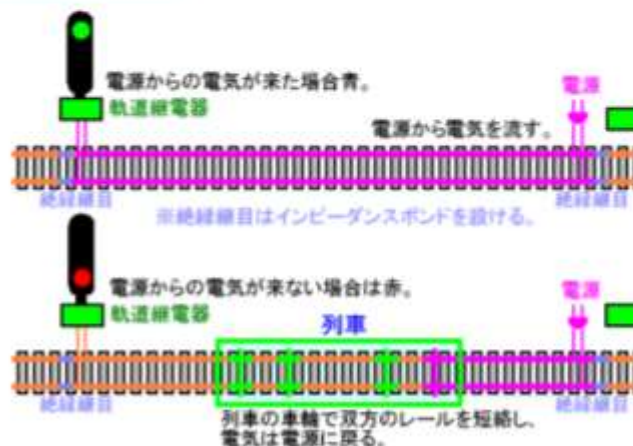 電源からの電気が来た場合青。
電源
軌道継電器
電源から電気を流す。
絶縁継目
絶縁継目
※絶縁継目はインピーダンスボンドを設ける。
電源からの電気が来ない場合は赤。
電源
軌道継電器
列車
絶縁継目
絶縁継目
列車の車輪で双方のレールを短絡し、
電気は電源に戻る。